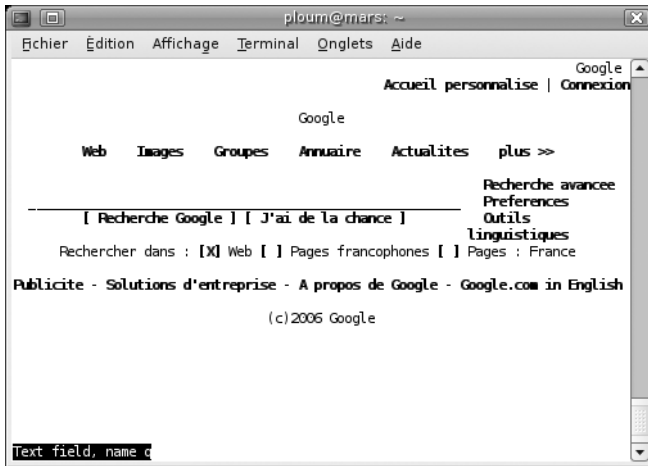 ploum@mars: ~
Fichier Édition Affichage Terminal Onglets Aide
Google
Accueil personnalise | Connexion
Google
Web Images Groupes Annuaire Actualites plus >>
Recherche avancee
Preferences
[ Recherche Google ] [ J'ai de la chance ] Outils
linguistiques
Rechercher dans : [X] Web [ ] Pages francophones [ ] Pages : France
Publicite - Solutions d'entreprise - A propos de Google - Google.com in English
(c)2006 Google
Text field, name q